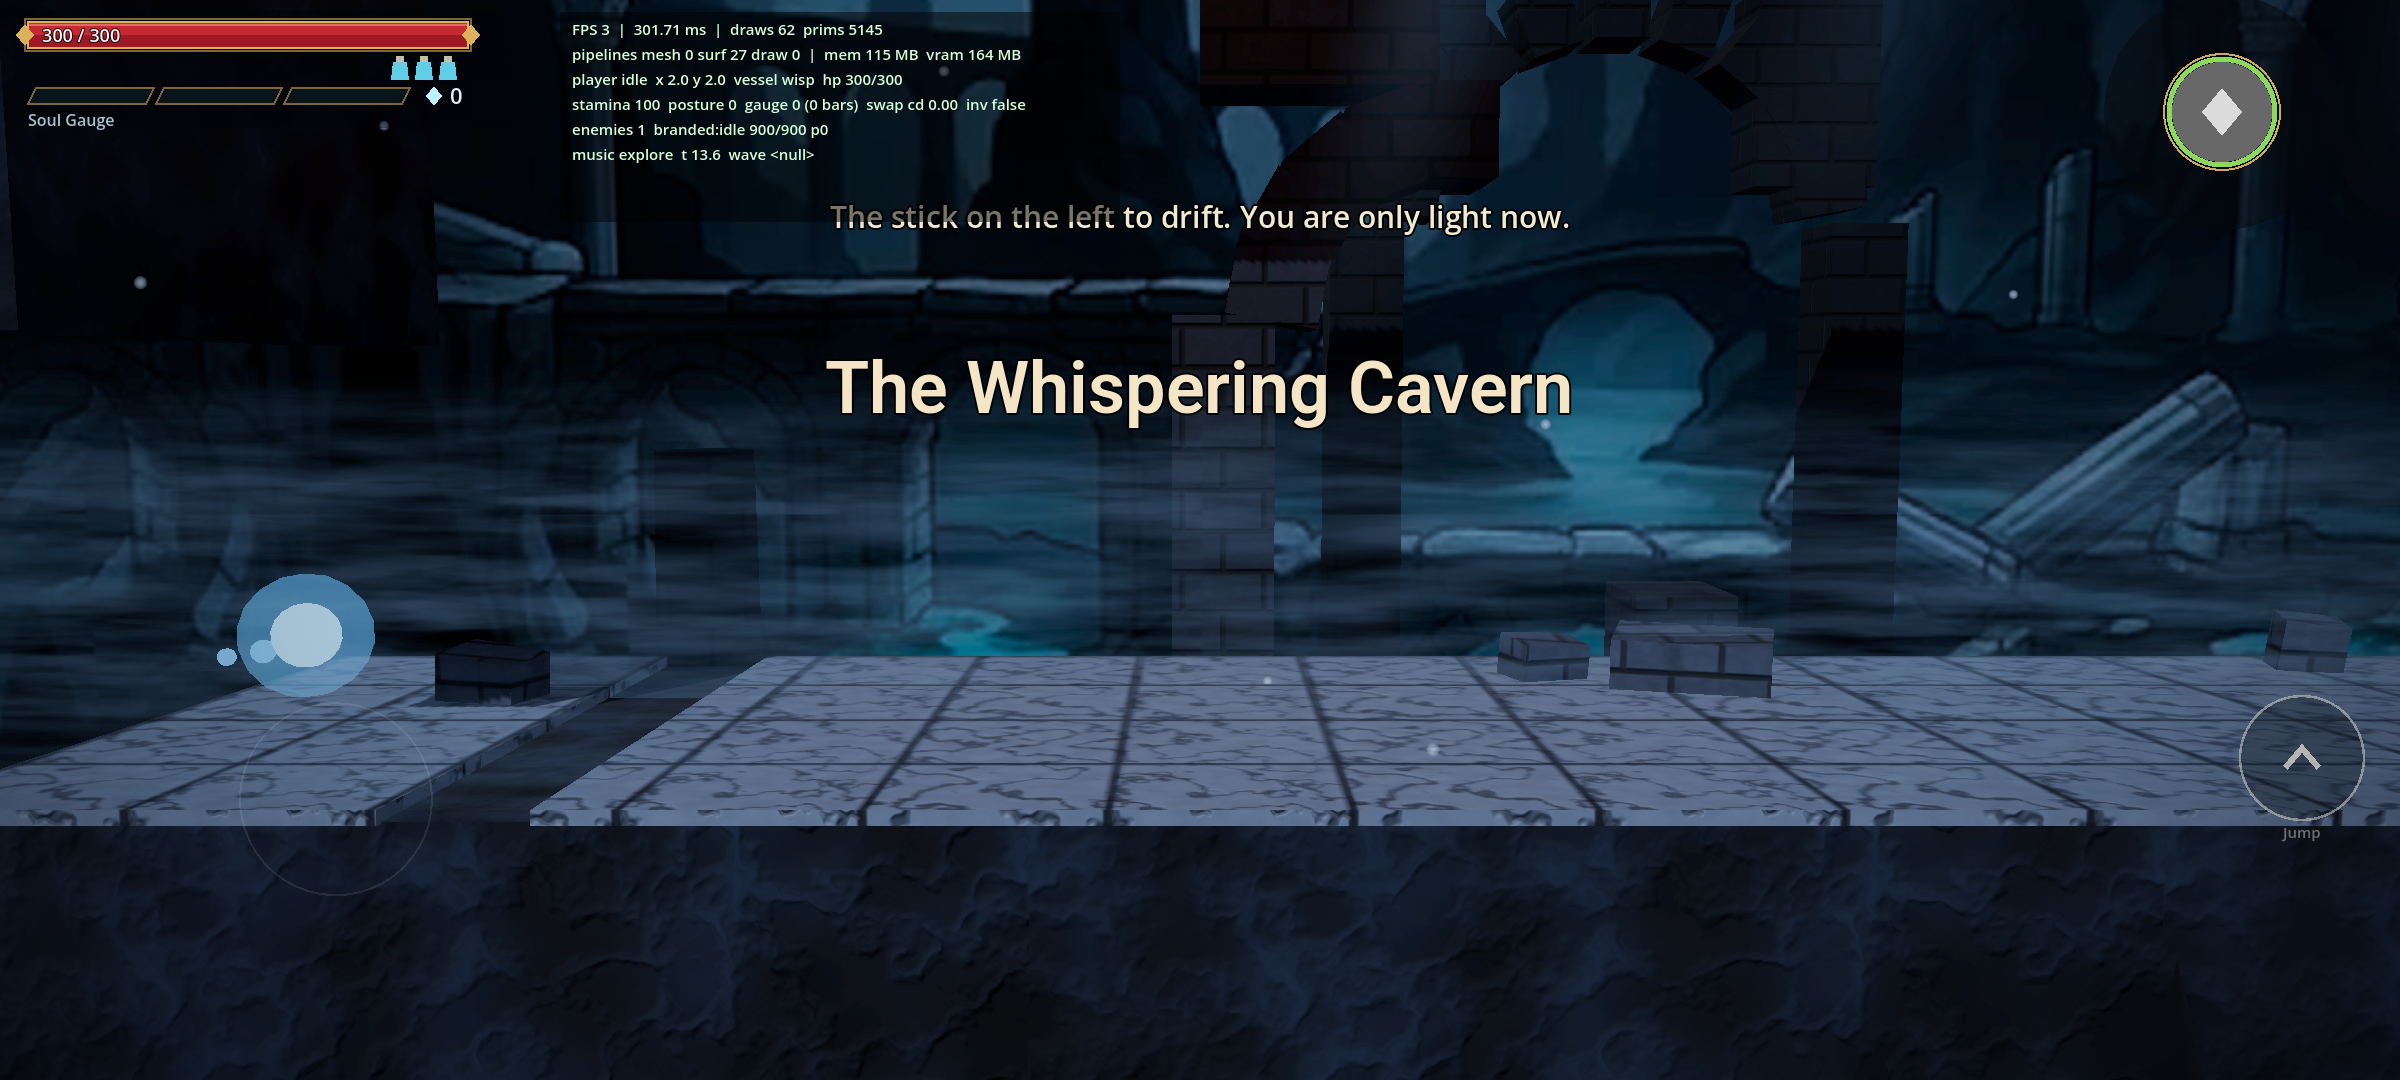 300 / 300
0
Soul Gauge
FPS 3 | 301.71 ms | draws 62 prims 5145
pipelines mesh 0 surf 27 draw 0 | mem 115 MB vram 164 MB
player idle x 2.0 y 2.0 vessel wisp hp 300/300
stamina 100 posture 0 gauge 0 (0 bars) swap cd 0.00 inv false
enemies 1 branded:idle 900/900 p0
music explore t 13.6 wave <null>
The stick on the left to drift. You are only light now.
The Whispering Cavern
Jump